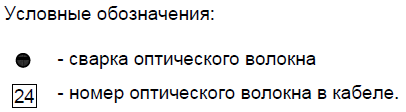 Условные обозначения:
- сварка оптического волокна
24 - номер оптического волокна в кабеле.